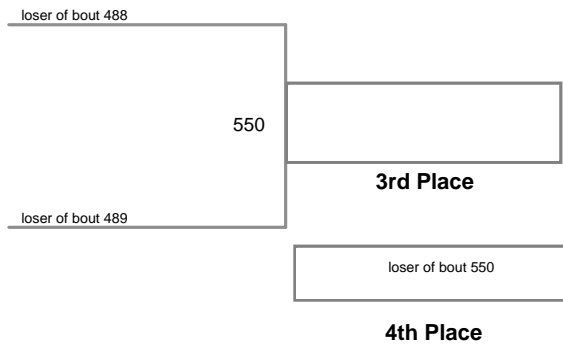 loser of bout 488
550
3rd Place
loser of bout 489
loser of bout 550
4th Place